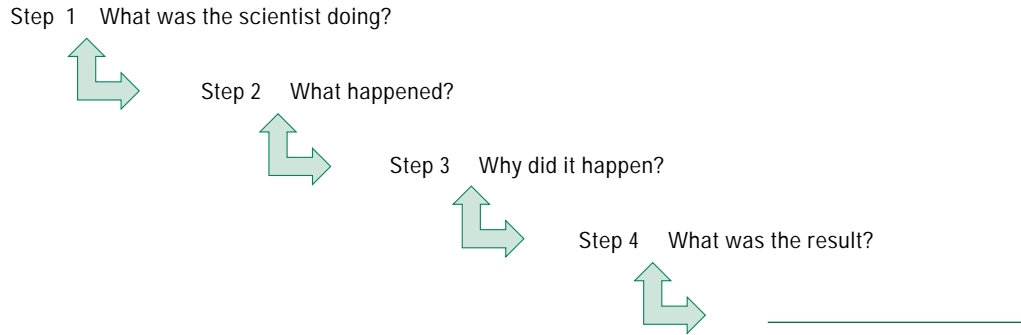 Step 1 What was the scientist doing?
Step 2 What happened?
Step 3 Why did it happen?
Step 4 What was the result?